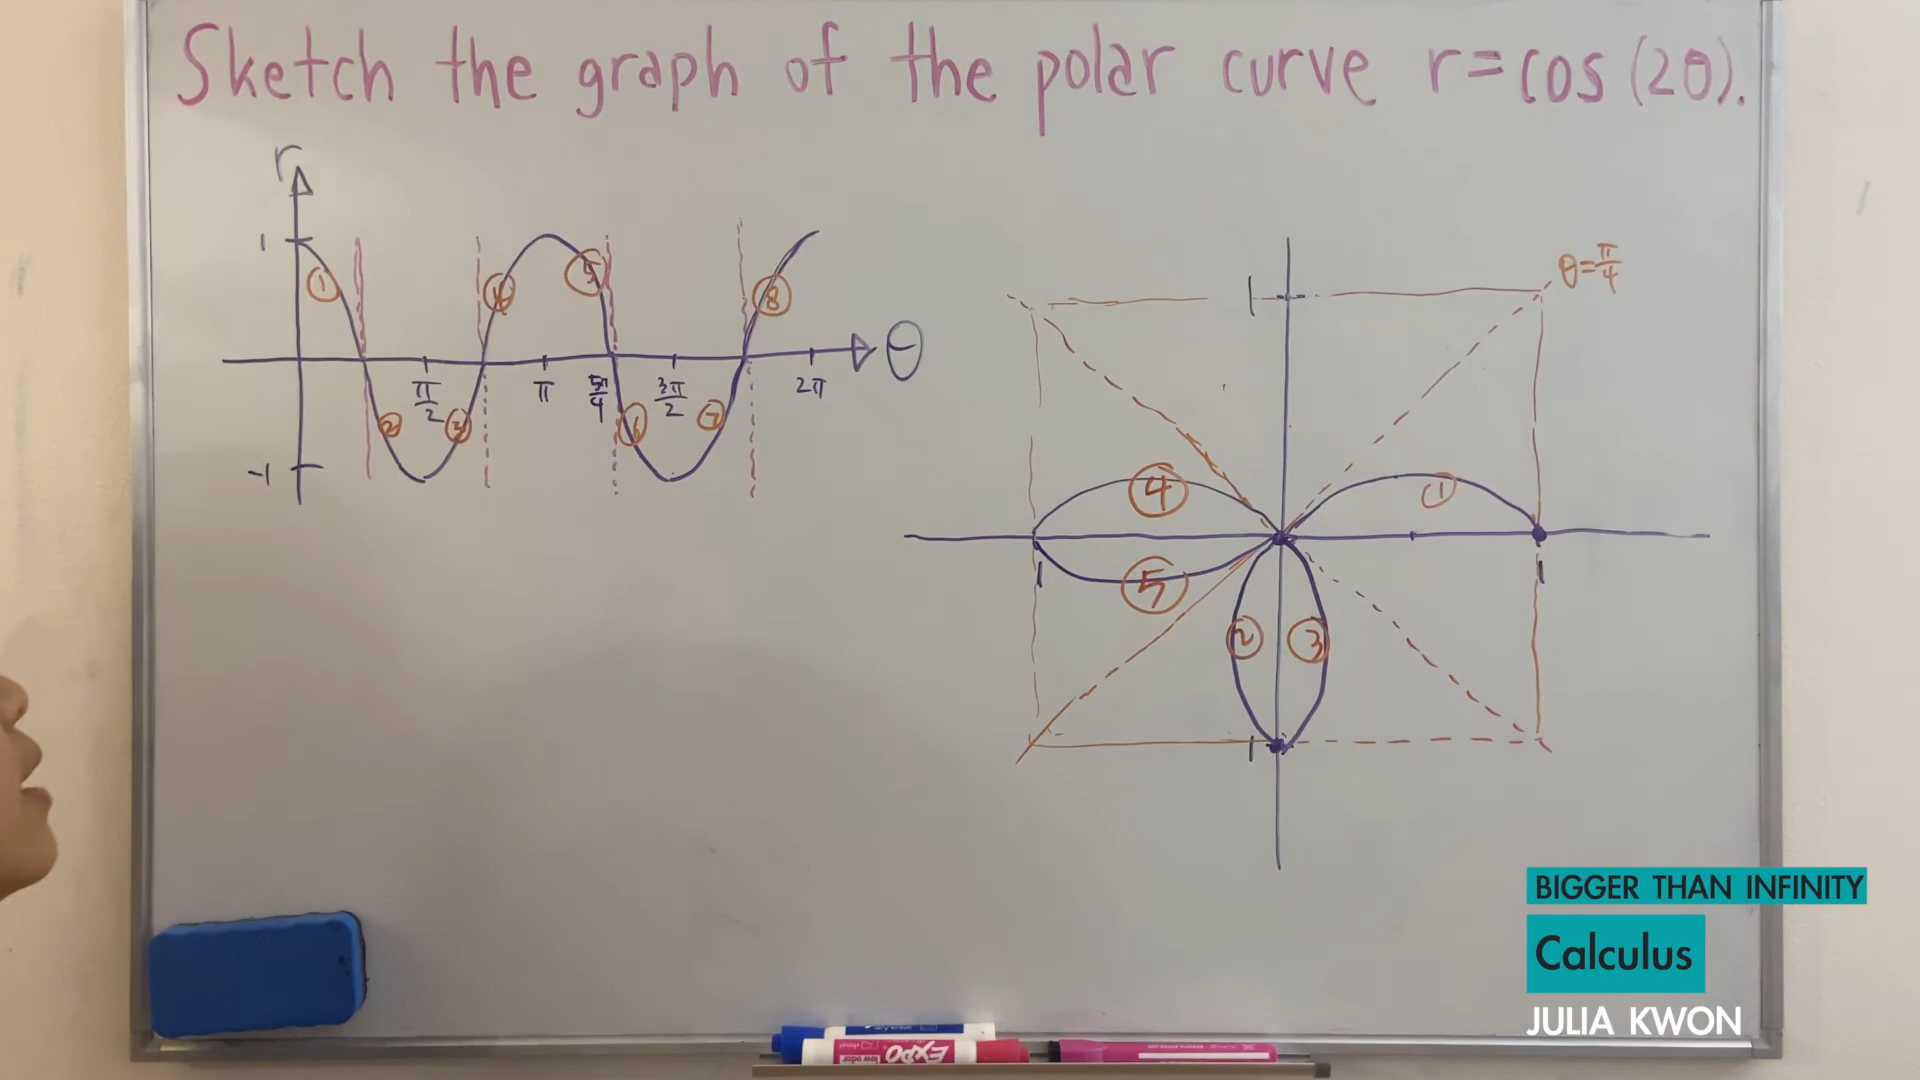 Sketch the graph of the polar curve r=cos(2θ).
r
1
①
④
⑤
⑧
θ
π/2
π
5π/4
3π/2
2π
②
③
⑥
⑦
-1
θ=π/4
1
④
①
1
⑤
1
②
③
1
BIGGER THAN INFINITY
Calculus
JULIA KWON
EXPO
low odor